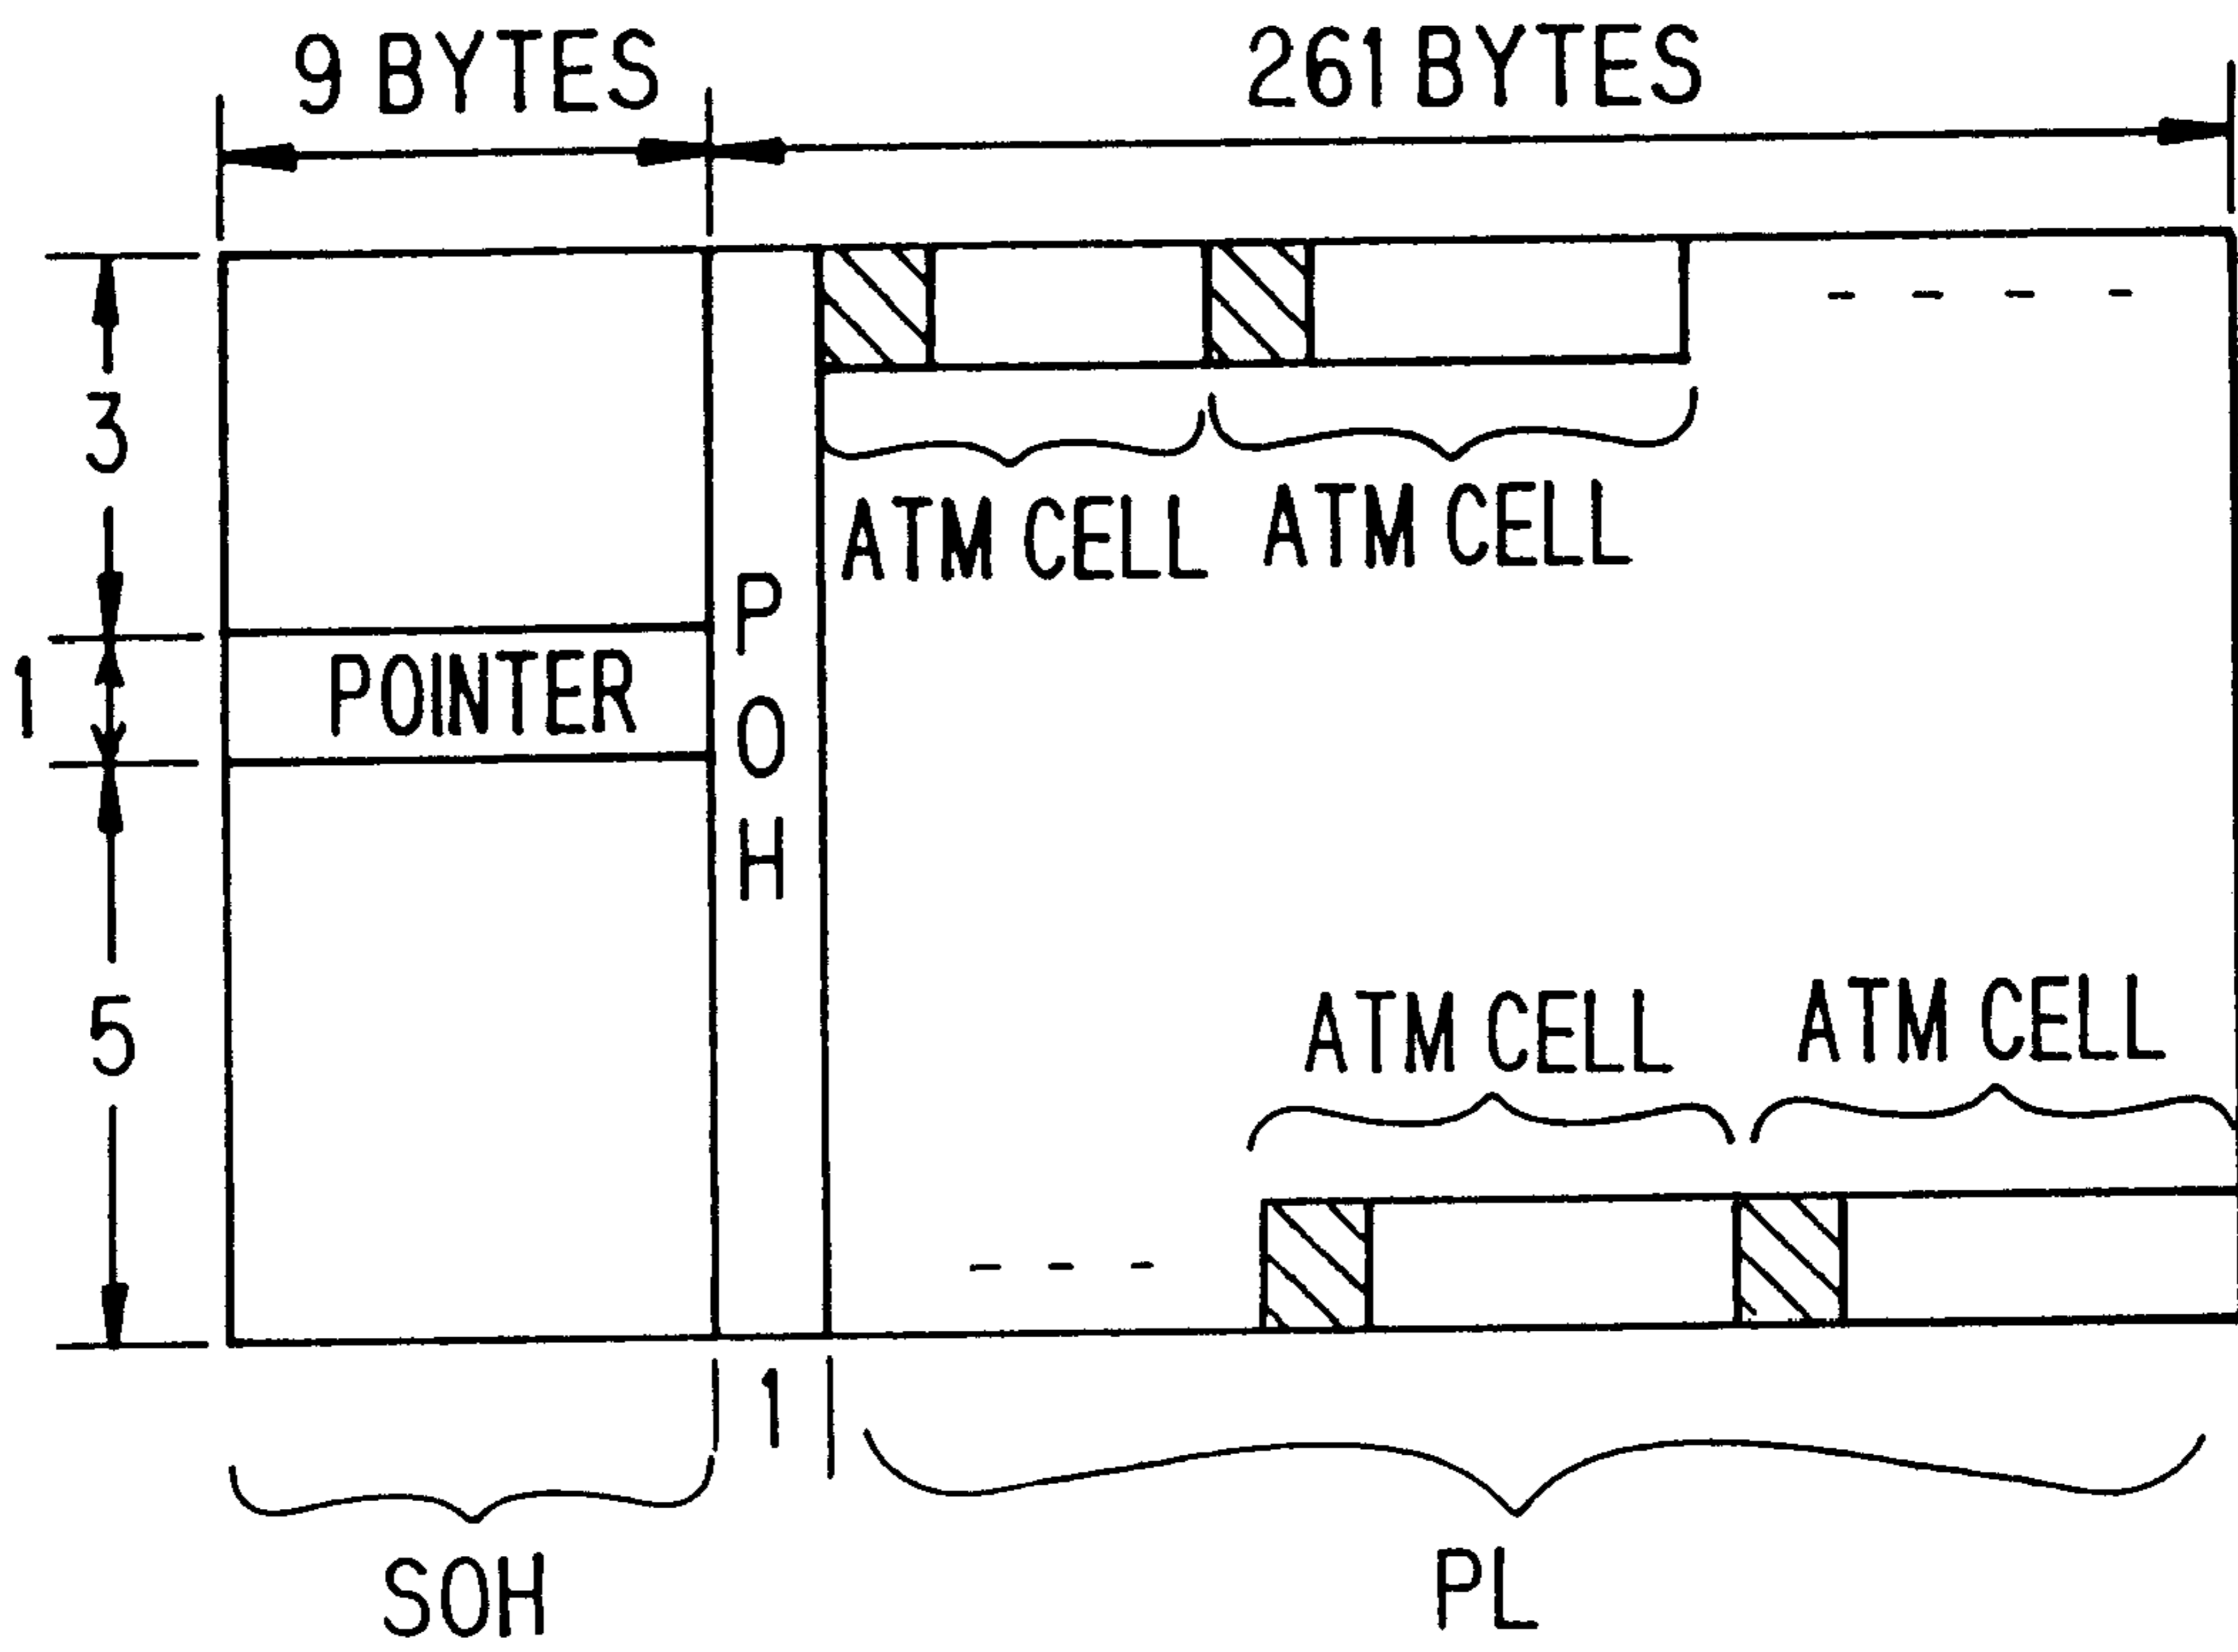 9 BYTES
261 BYTES
3
ATM CELL
ATM CELL
P
O
H
1
POINTER
5
ATM CELL
ATM CELL
1
SOH
PL